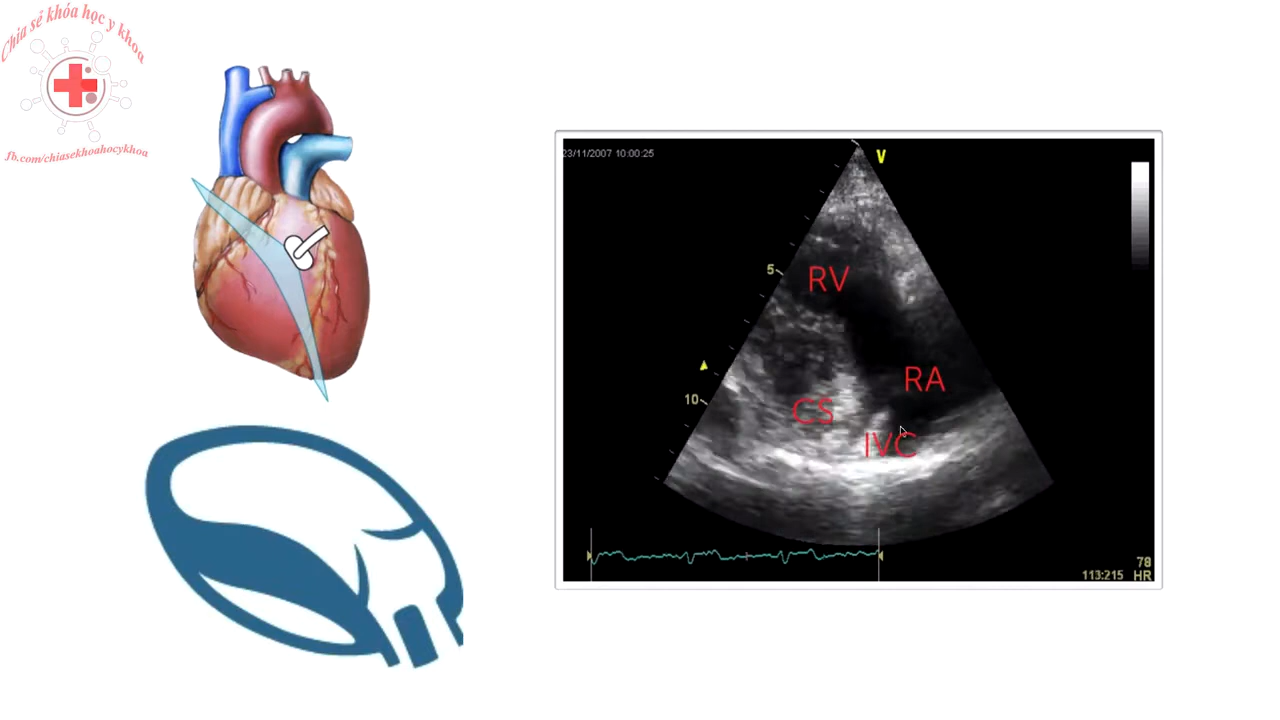 Chia sẻ khóa học y khoa
fb.com/chiasekhoahocykhoa
23/11/2007 10:00:25
V
5
RV
RA
10
CS
IVC
78
113:215 HR